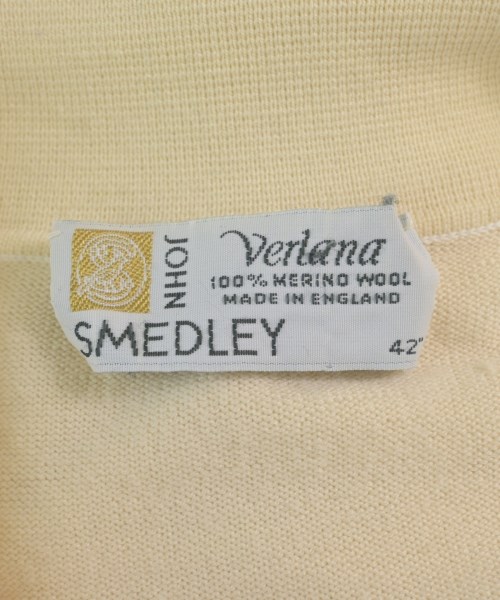 JOHN
SMEDLEY
Verlana
100% MERINO WOOL
MADE IN ENGLAND
42"